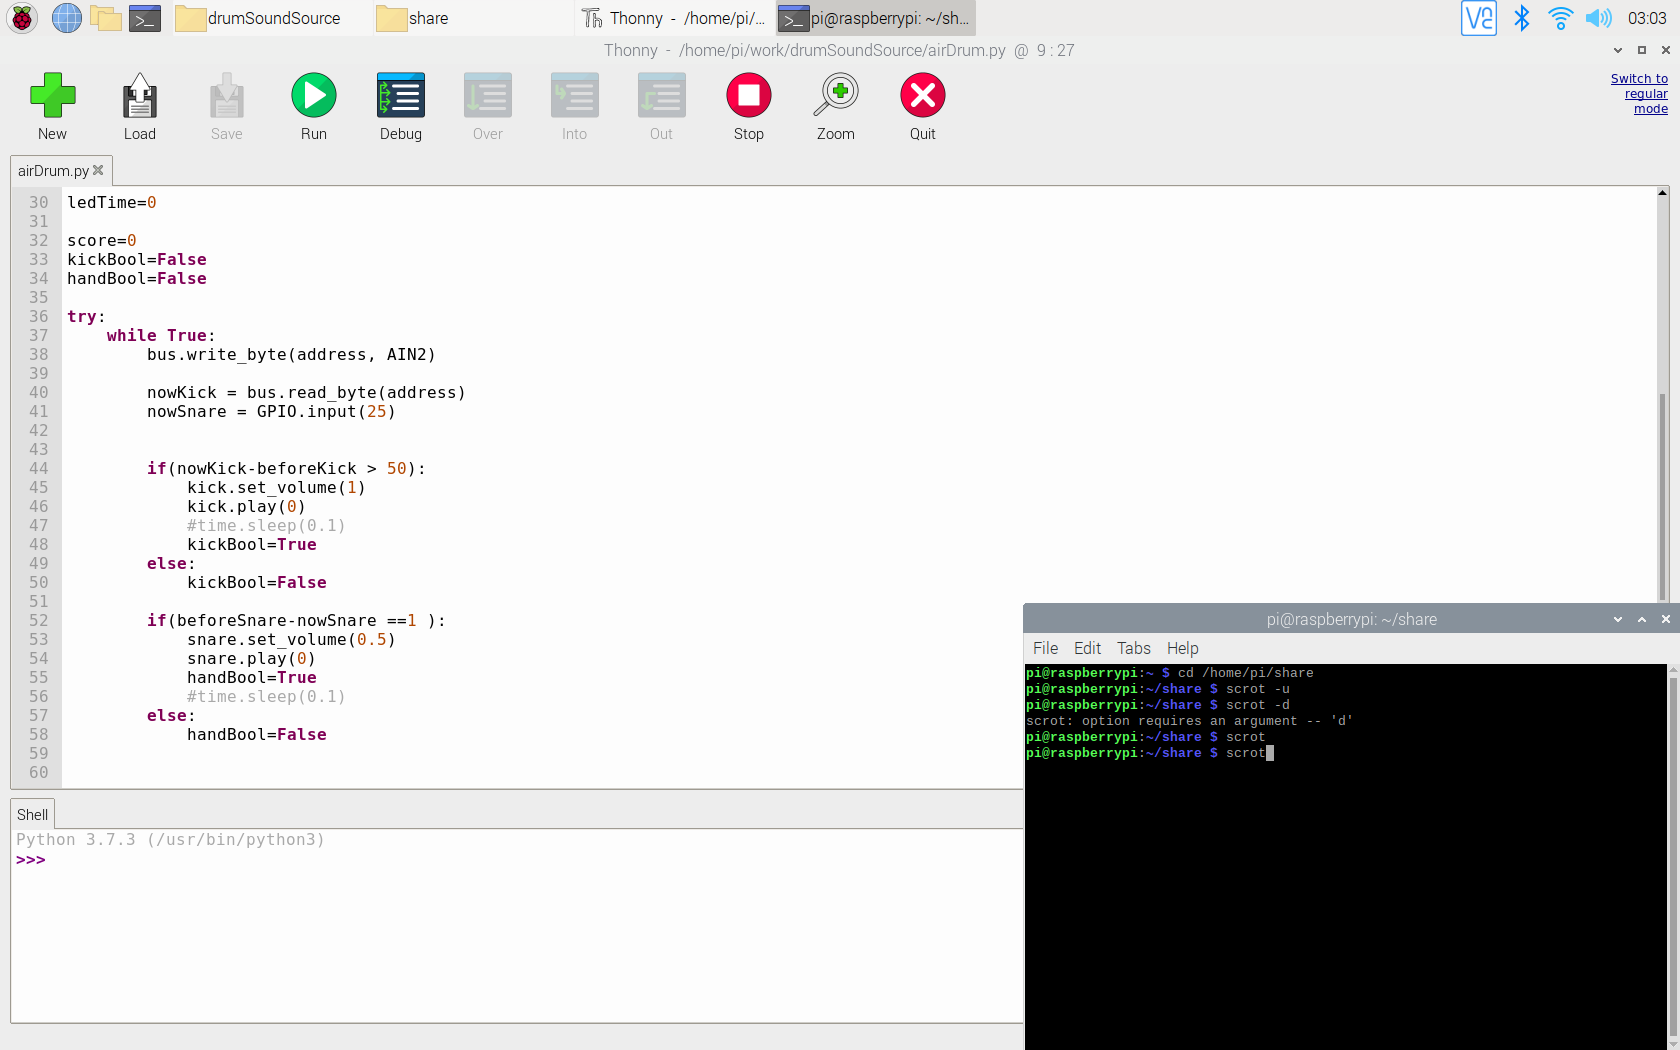 drumSoundSource
share
Thonny - /home/pi/...
pi@raspberrypi: ~/sh...
03:03
Thonny - /home/pi/work/drumSoundSource/airDrum.py @ 9 : 27
New
Load
Save
Run
Debug
Over
Into
Out
Stop
Zoom
Quit
Switch to
regular
mode
airDrum.py
30 ledTime=0
31
32 score=0
33 kickBool=False
34 handBool=False
35
36 try:
37     while True:
38         bus.write_byte(address, AIN2)
39
40         nowKick = bus.read_byte(address)
41         nowSnare = GPIO.input(25)
42
43
44         if(nowKick-beforeKick > 50):
45             kick.set_volume(1)
46             kick.play(0)
47             #time.sleep(0.1)
48             kickBool=True
49         else:
50             kickBool=False
51
52         if(beforeSnare-nowSnare ==1 ):
53             snare.set_volume(0.5)
54             snare.play(0)
55             handBool=True
56             #time.sleep(0.1)
57         else:
58             handBool=False
59
60
Shell
Python 3.7.3 (/usr/bin/python3)
>>>
pi@raspberrypi: ~/share
File Edit Tabs Help
pi@raspberrypi:~ $ cd /home/pi/share
pi@raspberrypi:~/share $ scrot -u
pi@raspberrypi:~/share $ scrot -d
scrot: option requires an argument -- 'd'
pi@raspberrypi:~/share $ scrot
pi@raspberrypi:~/share $ scrot